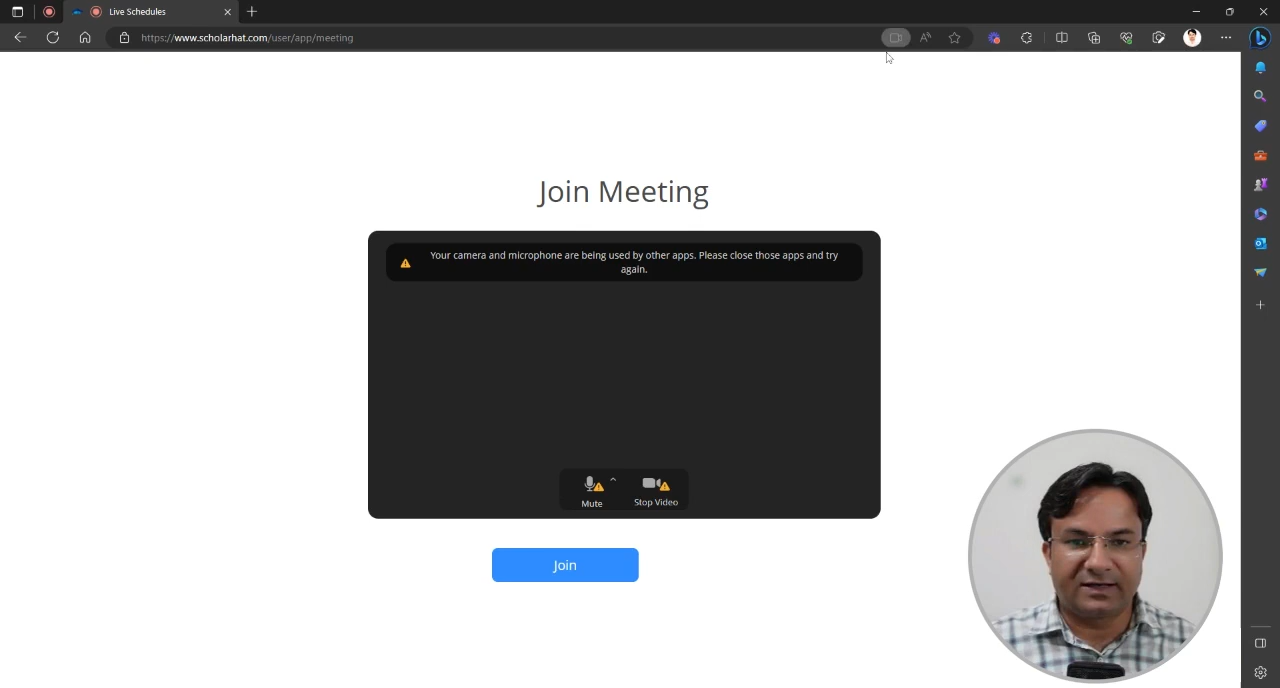 Live Schedules
https://www.scholarhat.com/user/app/meeting
Join Meeting
Your camera and microphone are being used by other apps. Please close those apps and try
again.
Mute
Stop Video
Join